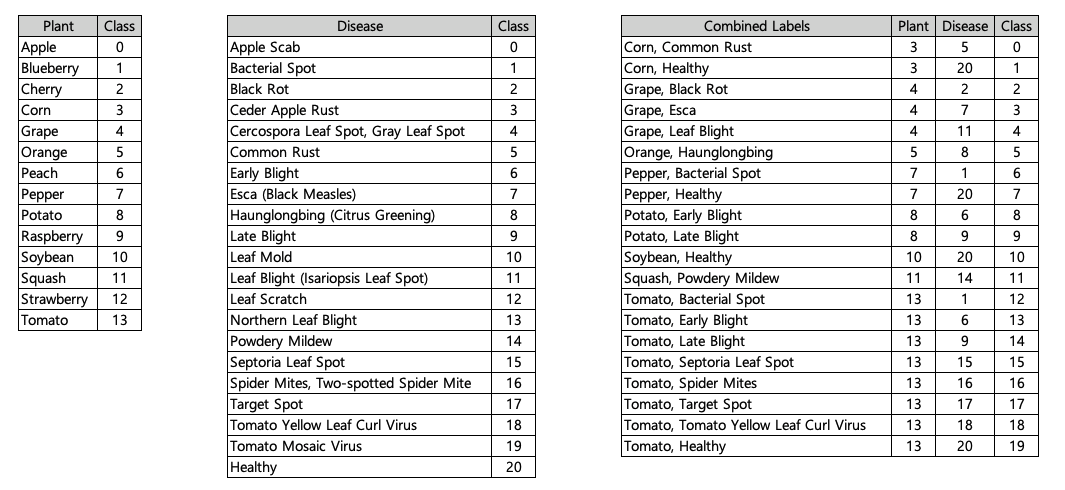 Plant Class
Apple 0
Blueberry 1
Cherry 2
Corn 3
Grape 4
Orange 5
Peach 6
Pepper 7
Potato 8
Raspberry 9
Soybean 10
Squash 11
Strawberry 12
Tomato 13
Disease Class
Apple Scab 0
Bacterial Spot 1
Black Rot 2
Ceder Apple Rust 3
Cercospora Leaf Spot, Gray Leaf Spot 4
Common Rust 5
Early Blight 6
Esca (Black Measles) 7
Haunglongbing (Citrus Greening) 8
Late Blight 9
Leaf Mold 10
Leaf Blight (Isariopsis Leaf Spot) 11
Leaf Scratch 12
Northern Leaf Blight 13
Powdery Mildew 14
Septoria Leaf Spot 15
Spider Mites, Two-spotted Spider Mite 16
Target Spot 17
Tomato Yellow Leaf Curl Virus 18
Tomato Mosaic Virus 19
Healthy 20
Combined Labels Plant Disease Class
Corn, Common Rust 3 5 0
Corn, Healthy 3 20 1
Grape, Black Rot 4 2 2
Grape, Esca 4 7 3
Grape, Leaf Blight 4 11 4
Orange, Haunglongbing 5 8 5
Pepper, Bacterial Spot 7 1 6
Pepper, Healthy 7 20 7
Potato, Early Blight 8 6 8
Potato, Late Blight 8 9 9
Soybean, Healthy 10 20 10
Squash, Powdery Mildew 11 14 11
Tomato, Bacterial Spot 13 1 12
Tomato, Early Blight 13 6 13
Tomato, Late Blight 13 9 14
Tomato, Septoria Leaf Spot 13 15 15
Tomato, Spider Mites 13 16 16
Tomato, Target Spot 13 17 17
Tomato, Tomato Yellow Leaf Curl Virus 13 18 18
Tomato, Healthy 13 20 19